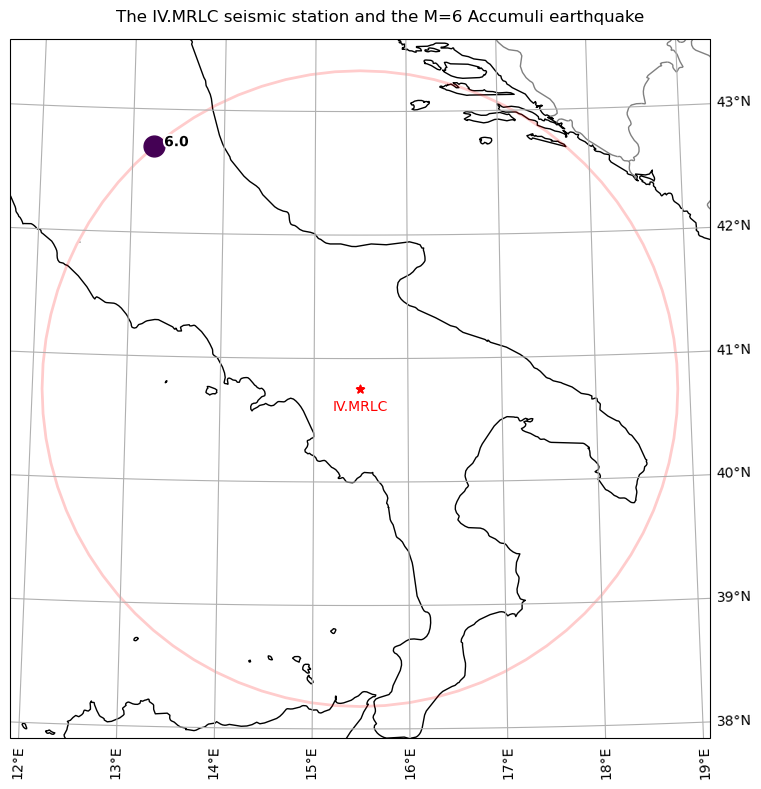 The IV.MRLC seismic station and the M=6 Accumuli earthquake
43°N
6.0
42°N
41°N
IV.MRLC
40°N
39°N
38°N
12°E
13°E
14°E
15°E
16°E
17°E
18°E
19°E